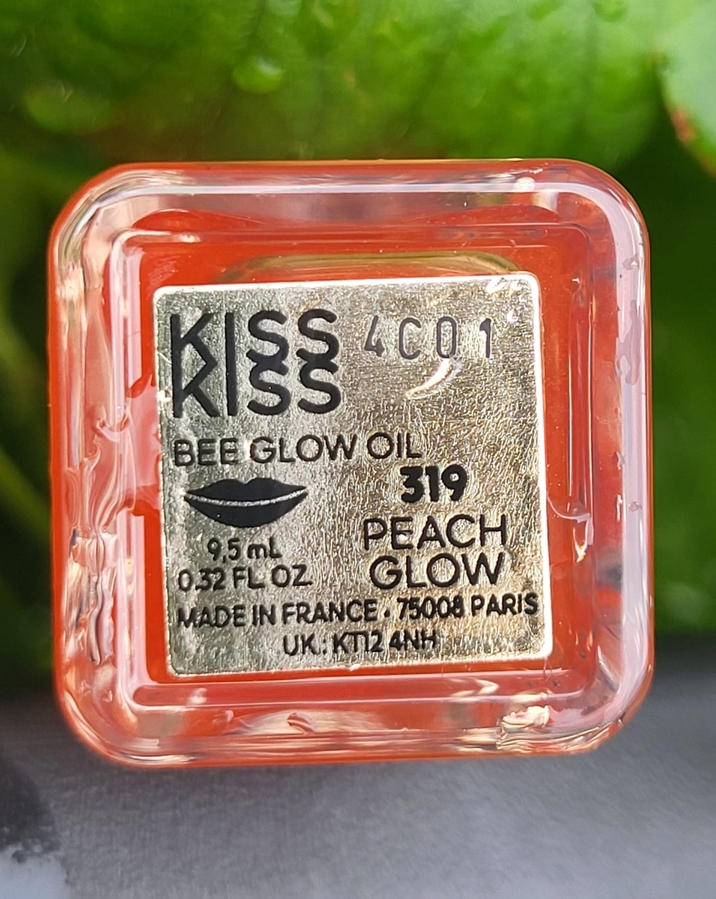 KISS 4C01
KISS
BEE GLOW OIL
319
PEACH
GLOW
9,5 mL
0.32 FL. OZ.
MADE IN FRANCE • 75008 PARIS
UK.: KT12 4NH